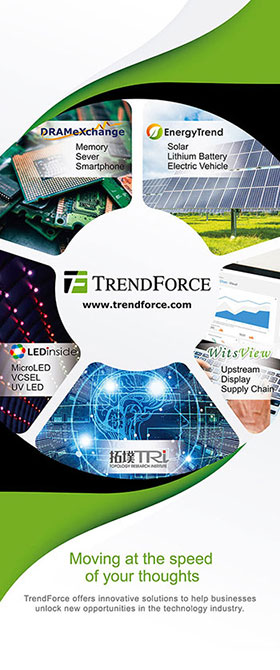 DRAMeXchange
Memory
Sever
Smartphone
EnergyTrend
Solar
Lithium Battery
Electric Vehicle
TRENDFORCE
www.trendforce.com
LEDinside
MicroLED
VCSEL
UV LED
WitsView
Upstream
Display
Supply Chain
拓墣TRi
TOPOLOGY RESEARCH INSTITUTE
Moving at the speed
of your thoughts
TrendForce offers innovative solutions to help businesses
unlock new opportunities in the technology industry.